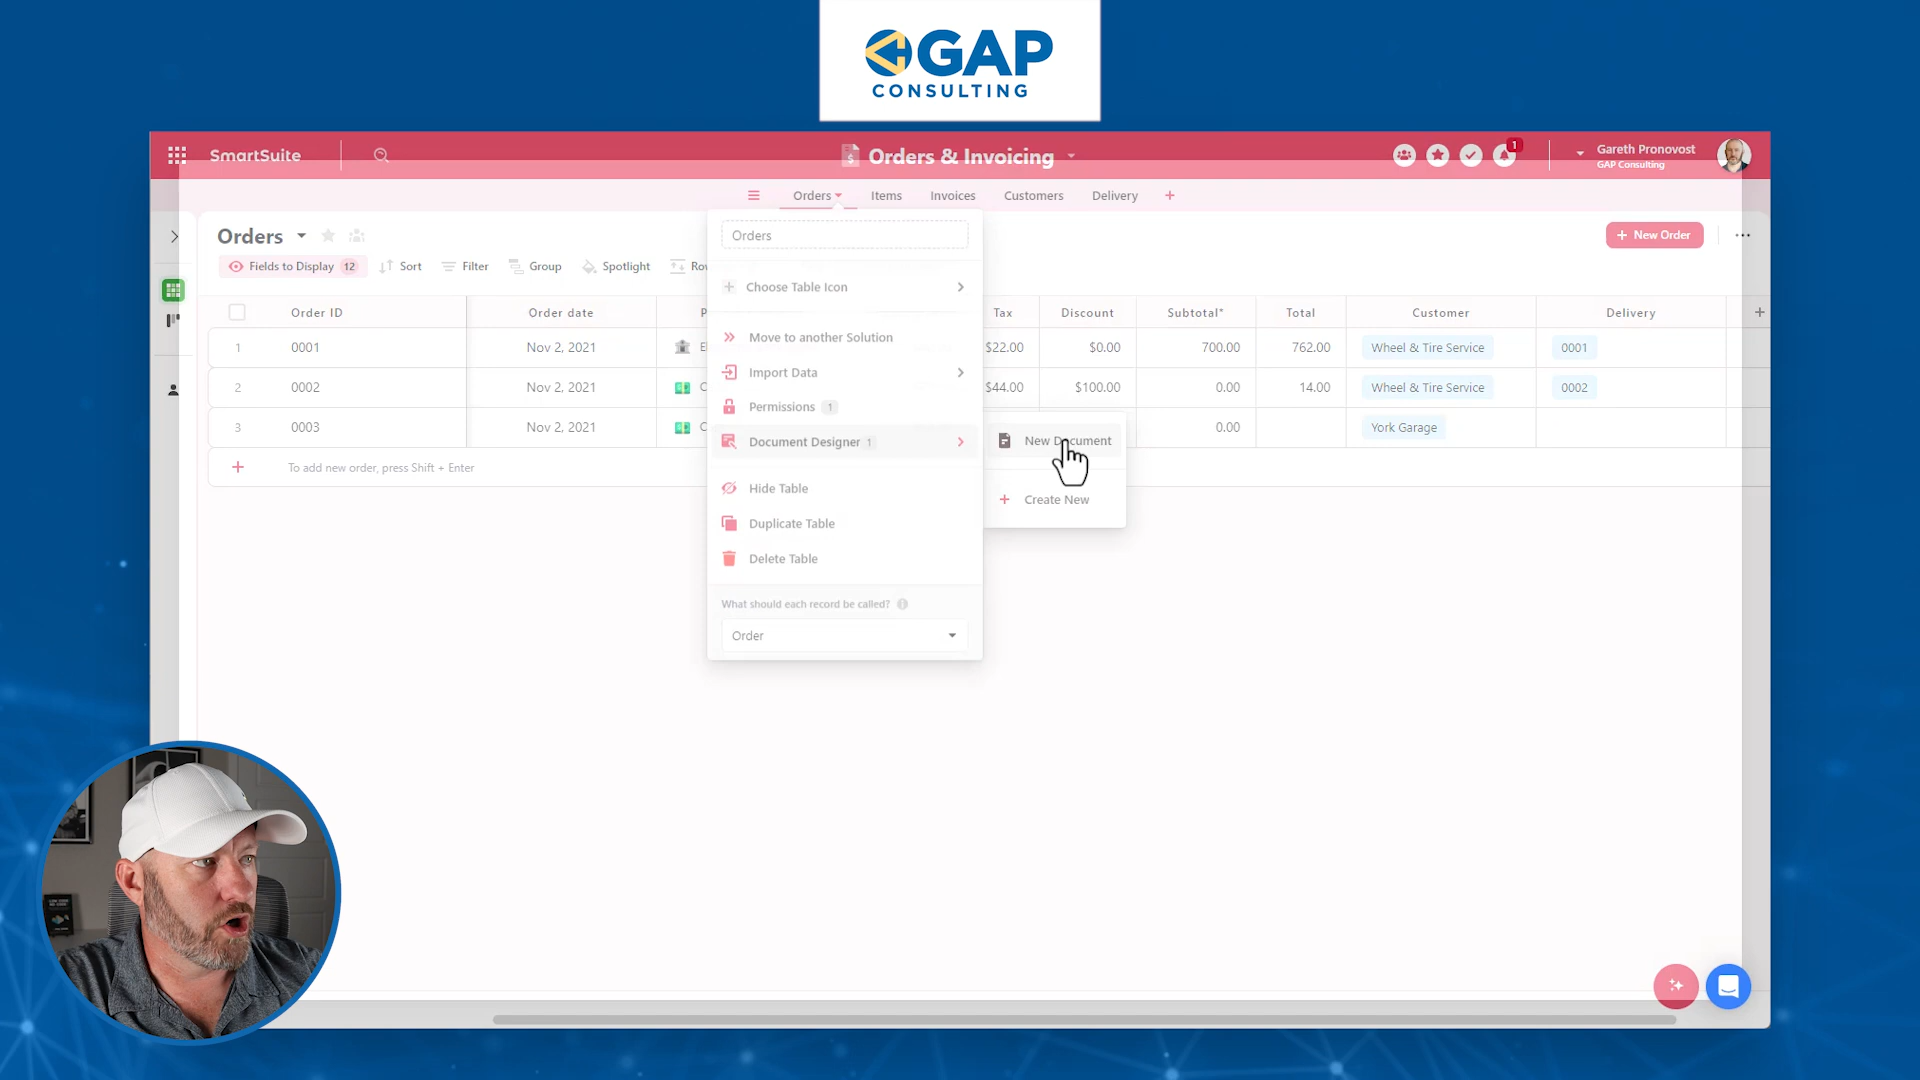 GAP
CONSULTING
SmartSuite
Orders & Invoicing
1
Gareth Pronovost
GAP Consulting
Orders
Items
Invoices
Customers
Delivery
Orders
Orders
New Order
Fields to Display 12
Sort
Filter
Group
Spotlight
Choose Table Icon
Order ID
Order date
Tax
Discount
Subtotal*
Total
Customer
Delivery
1
0001
Nov 2, 2021
Move to another Solution
$22.00
$0.00
700.00
762.00
Wheel & Tire Service
0001
2
0002
Nov 2, 2021
Import Data
$44.00
$100.00
0.00
14.00
Wheel & Tire Service
0002
3
0003
Nov 2, 2021
Permissions 1
0.00
York Garage
Document Designer 1
New Document
To add new order, press Shift + Enter
Hide Table
Create New
Duplicate Table
Delete Table
What should each record be called?
Order